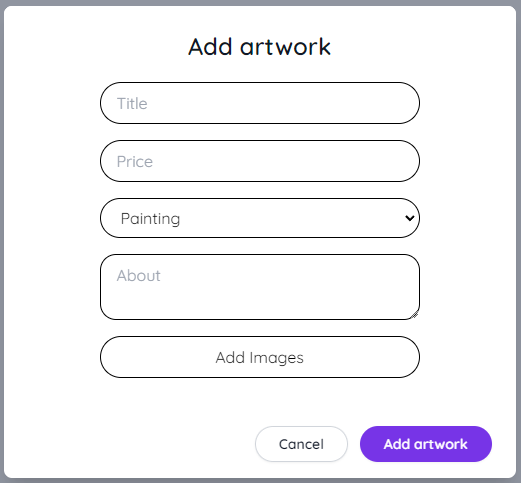 Add artwork
Title
Price
Painting
About
Add Images
Cancel Add artwork